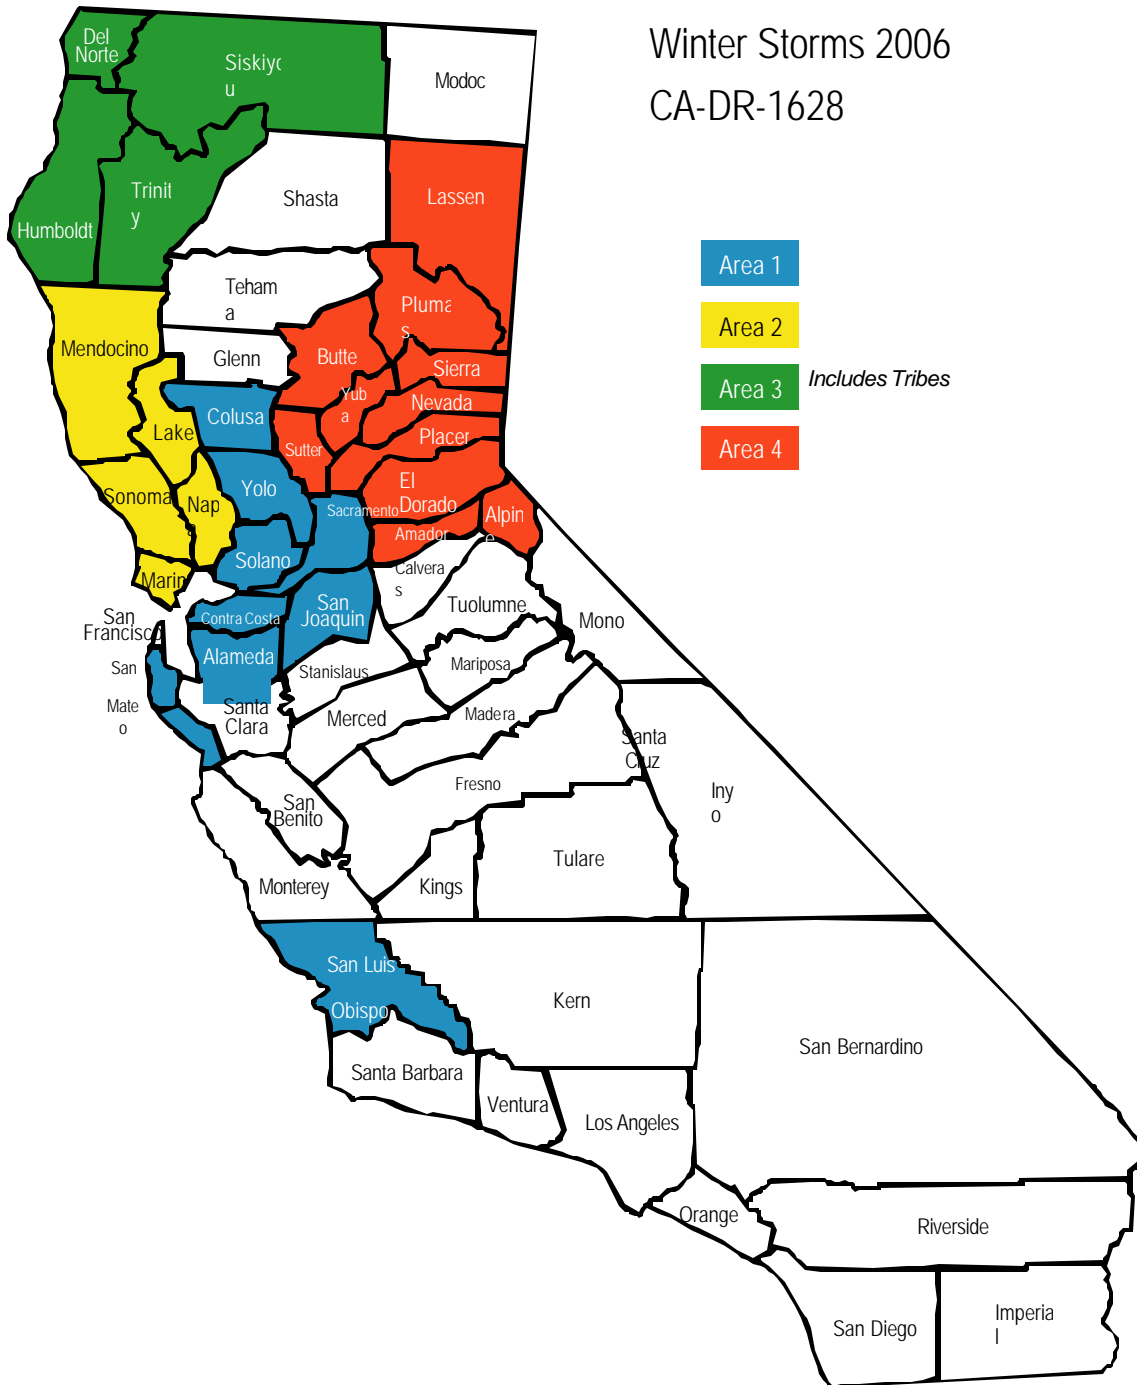 Winter Storms 2006
CA-DR-1628
Del
Norte
Siskiyo
u
Modoc
Trinit
y
Shasta
Lassen
Humboldt
Area 1
Area 2
Area 3
Includes Tribes
Area 4
Teham
a
Pluma
s
Mendocino
Glenn
Butte
Sierra
Yub
a
Nevada
Colusa
Lake
Placer
Sutter
Yolo
El
Dorado
Sonoma
Nap
a
Sacramento
Alpin
e
Amador
Solano
Calvera
s
Marin
San
Joaquin
Tuolumne
San
Francisco
Contra Costa
Mono
Alameda
Stanislaus
Mariposa
San
Mate
o
Santa
Clara
Merced
Madera
Santa
Cruz
Fresno
Iny
o
San
Benito
Tulare
Monterey
Kings
San Luis
Obispo
Kern
San Bernardino
Santa Barbara
Ventura
Los Angeles
Orange
Riverside
San Diego
Imperia
l